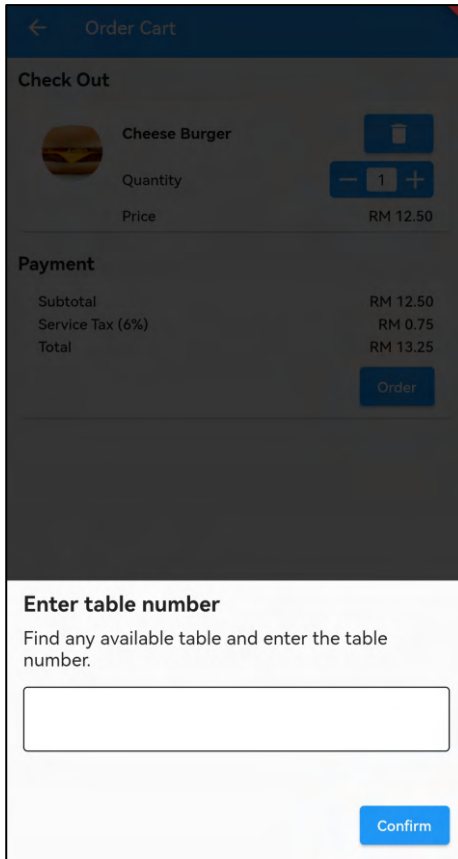 Order Cart
Check Out
Cheese Burger
Quantity
1
Price RM 12.50
Payment
Subtotal RM 12.50
Service Tax (6%) RM 0.75
Total RM 13.25
Order
Enter table number
Find any available table and enter the table
number.
Confirm